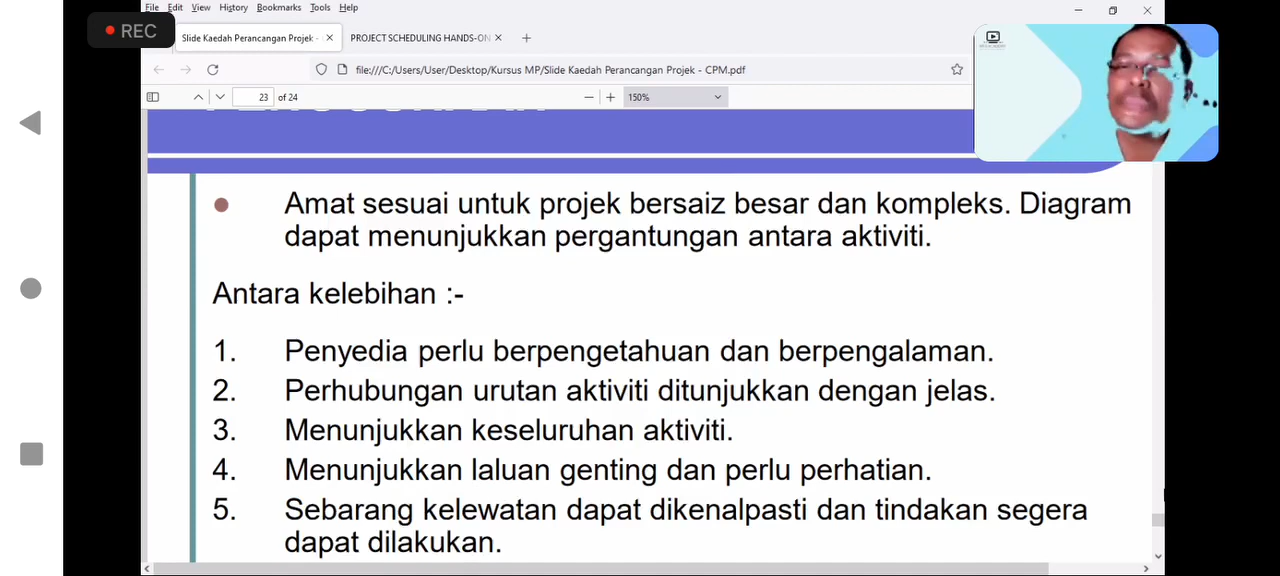 File Edit View History Bookmarks Tools Help
REC
Slide Kaedah Perancangan Projek -
PROJECT SCHEDULING HANDS-ON
file:///C:/Users/User/Desktop/Kursus MP/Slide Kaedah Perancangan Projek - CPM.pdf
23 of 24
150%
Amat sesuai untuk projek bersaiz besar dan kompleks. Diagram
dapat menunjukkan pergantungan antara aktiviti.
Antara kelebihan :-
1. Penyedia perlu berpengetahuan dan berpengalaman.
2. Perhubungan urutan aktiviti ditunjukkan dengan jelas.
3. Menunjukkan keseluruhan aktiviti.
4. Menunjukkan laluan genting dan perlu perhatian.
5. Sebarang kelewatan dapat dikenalpasti dan tindakan segera
dapat dilakukan.